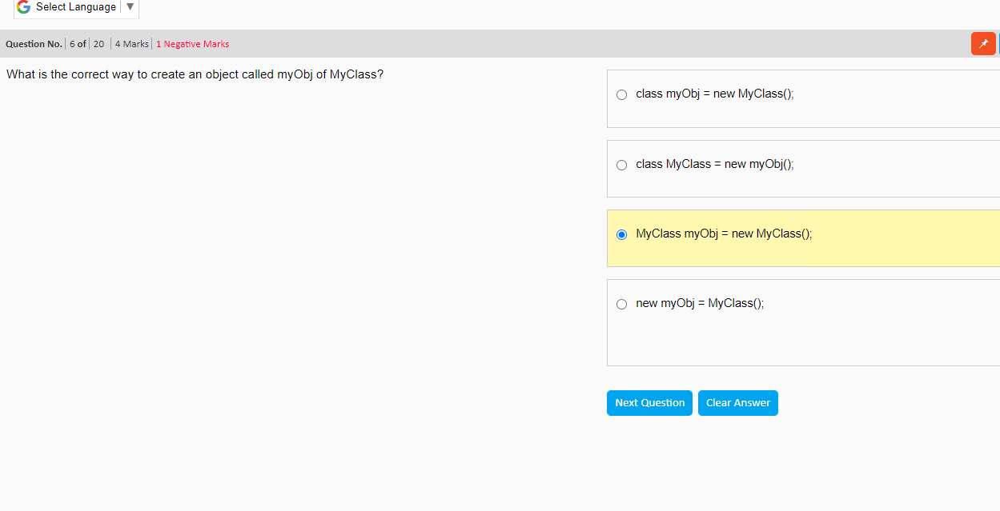 Select Language ▼
Question No. 6 of 20 4 Marks 1 Negative Marks
What is the correct way to create an object called myObj of MyClass?
class myObj = new MyClass();
class MyClass = new myObj();
MyClass myObj = new MyClass();
new myObj = MyClass();
Next Question Clear Answer